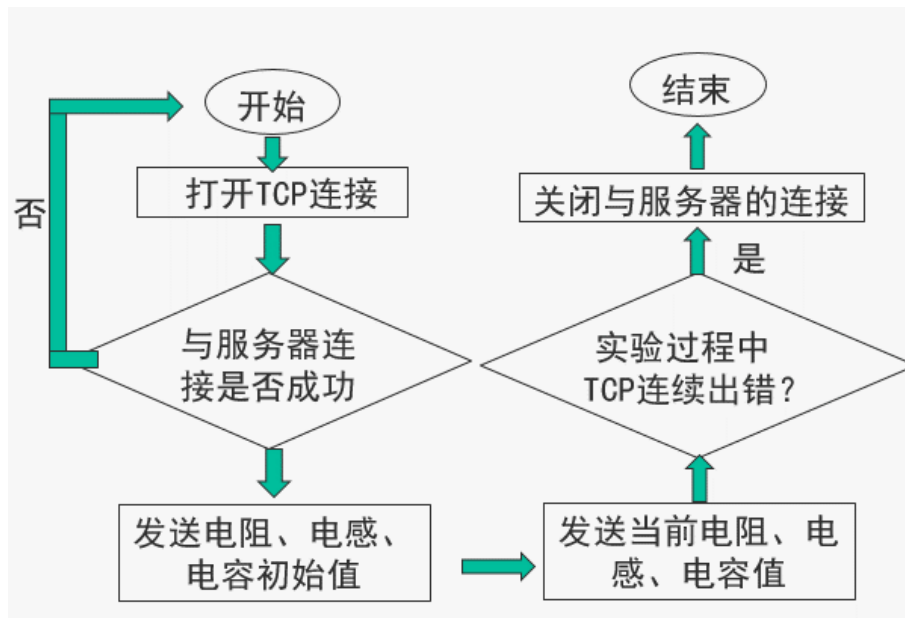 开始
打开TCP连接
否
与服务器连
接是否成功
发送电阻、电感、
电容初始值
发送当前电阻、电
感、电容值
实验过程中
TCP连续出错？
是
关闭与服务器的连接
结束